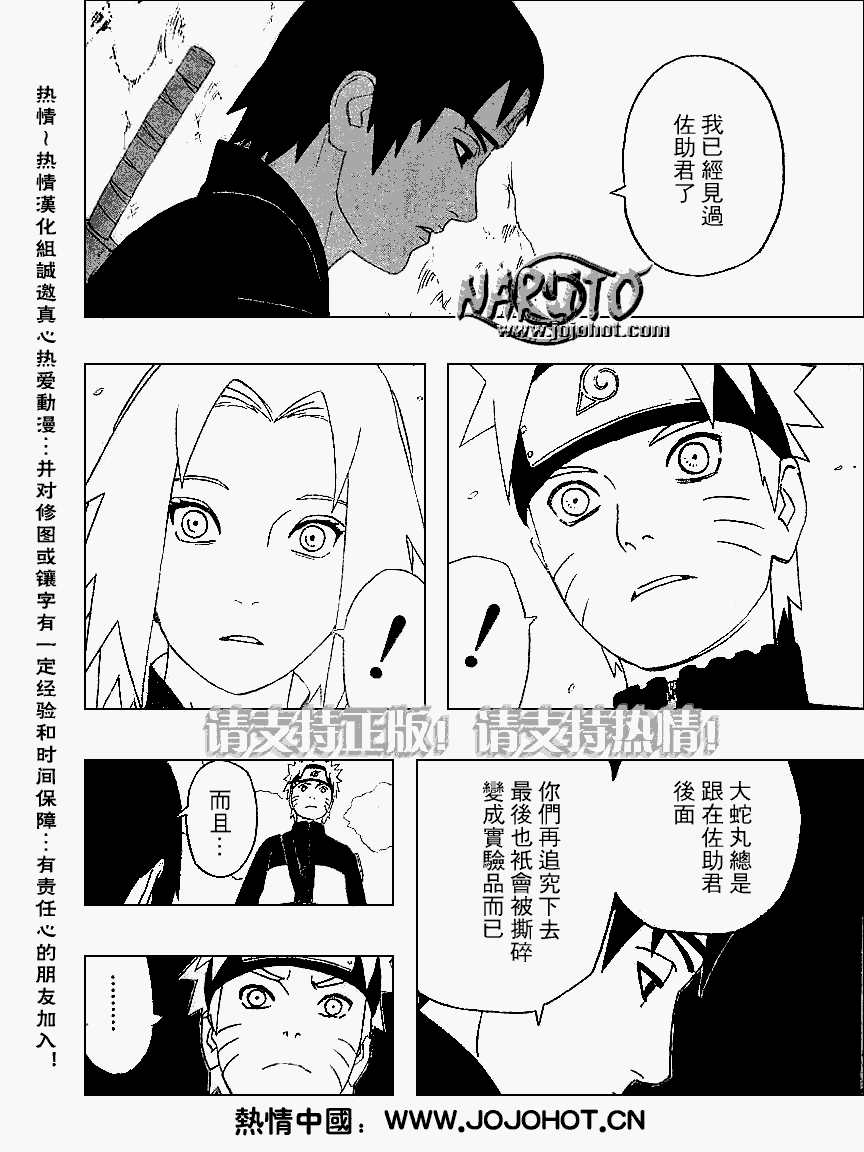 我已經見過
佐助君了
NARUTO
www.jojohot.com
！
！
请支持正版！ 请支持热情！
大蛇丸總是
跟在佐助君
後面
你們再追究下去
最後也衹會被撕碎
變成實驗品而已
而且…
………
热情～热情漢化組誠邀真心热爱動漫…并对修图或镶字有一定经验和时间保障…有责任心的朋友加入！
熱情中國：WWW.JOJOHOT.CN